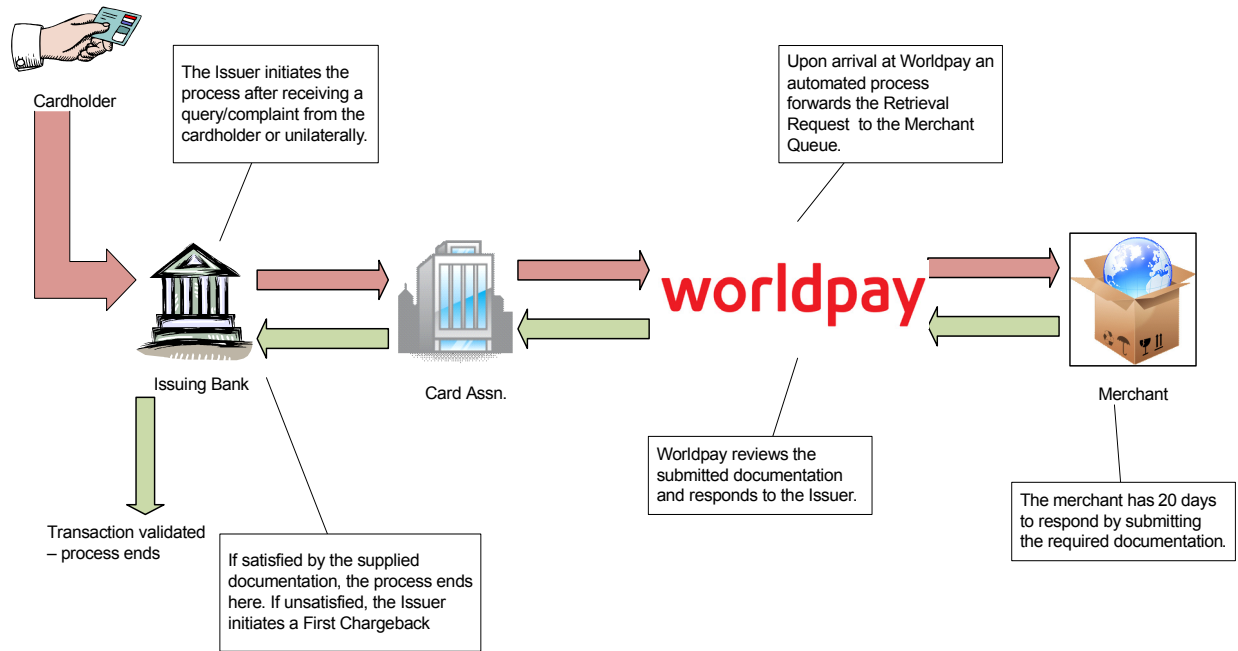 Cardholder
The Issuer initiates the
process after receiving a
query/complaint from the
cardholder or unilaterally.
Upon arrival at Worldpay an
automated process
forwards the Retrieval
Request to the Merchant
Queue.
worldpay
Issuing Bank
Card Assn.
Merchant
Transaction validated
– process ends
If satisfied by the supplied
documentation, the process ends
here. If unsatisfied, the Issuer
initiates a First Chargeback
Worldpay reviews the
submitted documentation
and responds to the Issuer.
The merchant has 20 days
to respond by submitting
the required documentation.